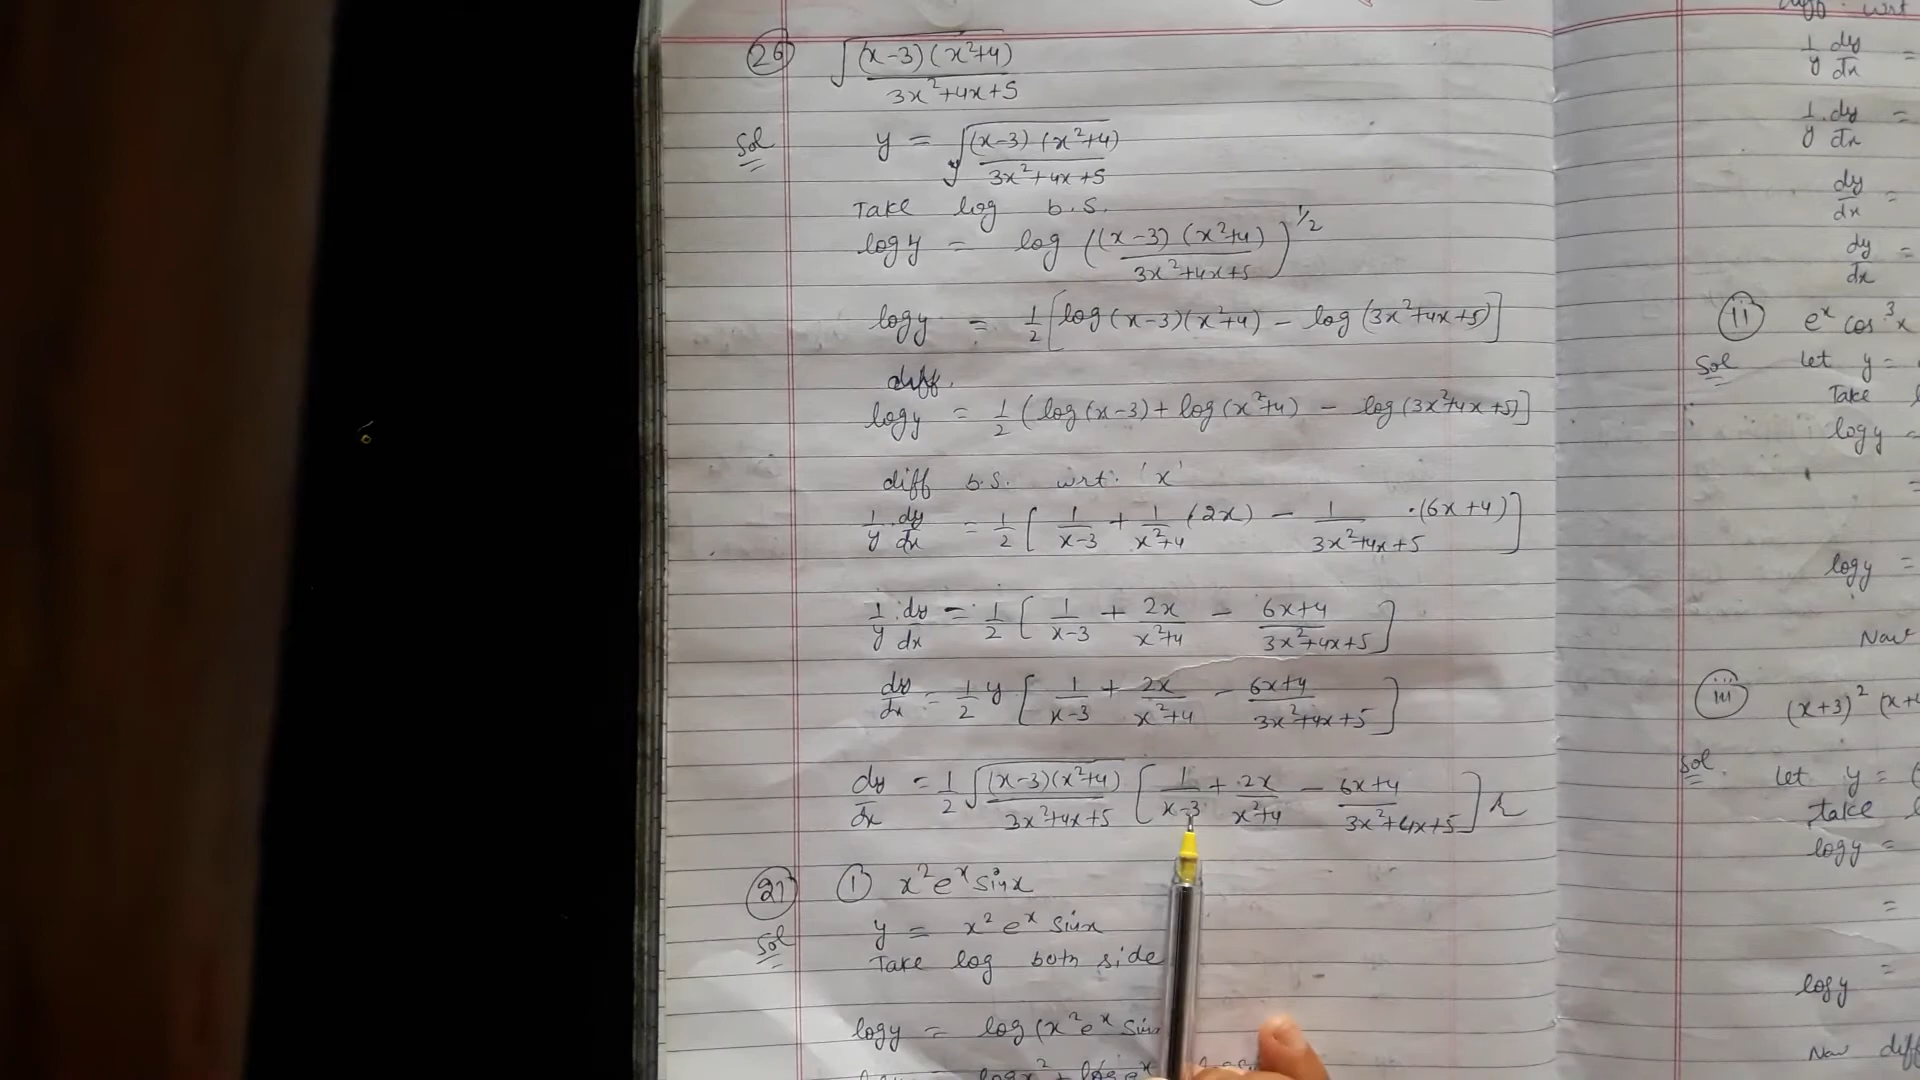 26 √((x-3)(x²+4) / 3x²+4x+5)
Sol y = √((x-3)(x²+4) / 3x²+4x+5)
Take log b.s.
log y = log ((x-3)(x²+4) / 3x²+4x+5)^1/2
log y = 1/2 [log(x-3)(x²+4) - log(3x²+4x+5)]
diff.
log y = 1/2 (log(x-3) + log(x²+4) - log(3x²+4x+5)]
diff b.s. wrt. 'x'
1/y . dy/dx = 1/2 [1/x-3 + 1/x²+4 (2x) - 1/3x²+4x+5 .(6x+4)]
1/y . dy/dx = 1/2 [1/x-3 + 2x/x²+4 - 6x+4/3x²+4x+5]
dy/dx = 1/2 y [1/x-3 + 2x/x²+4 - 6x+4/3x²+4x+5]
dy/dx = 1/2 √((x-3)(x²+4) / 3x²+4x+5) [1/x-3 + 2x/x²+4 - 6x+4/3x²+4x+5]
27 i x²eˣ sinx
Sol y = x² eˣ sinx
Take log both side
log y = log (x²eˣ sin
diff. wrt
1/y dy/dx =
1/y . dy/dx =
dy/dx =
dy/dx =
ii eˣ cos³x
Sol let y =
Take
log y =
=
log y =
Now
iii (x+3)² (x+4
Sol. let y = (
take
log y =
=
log y =
Now diff